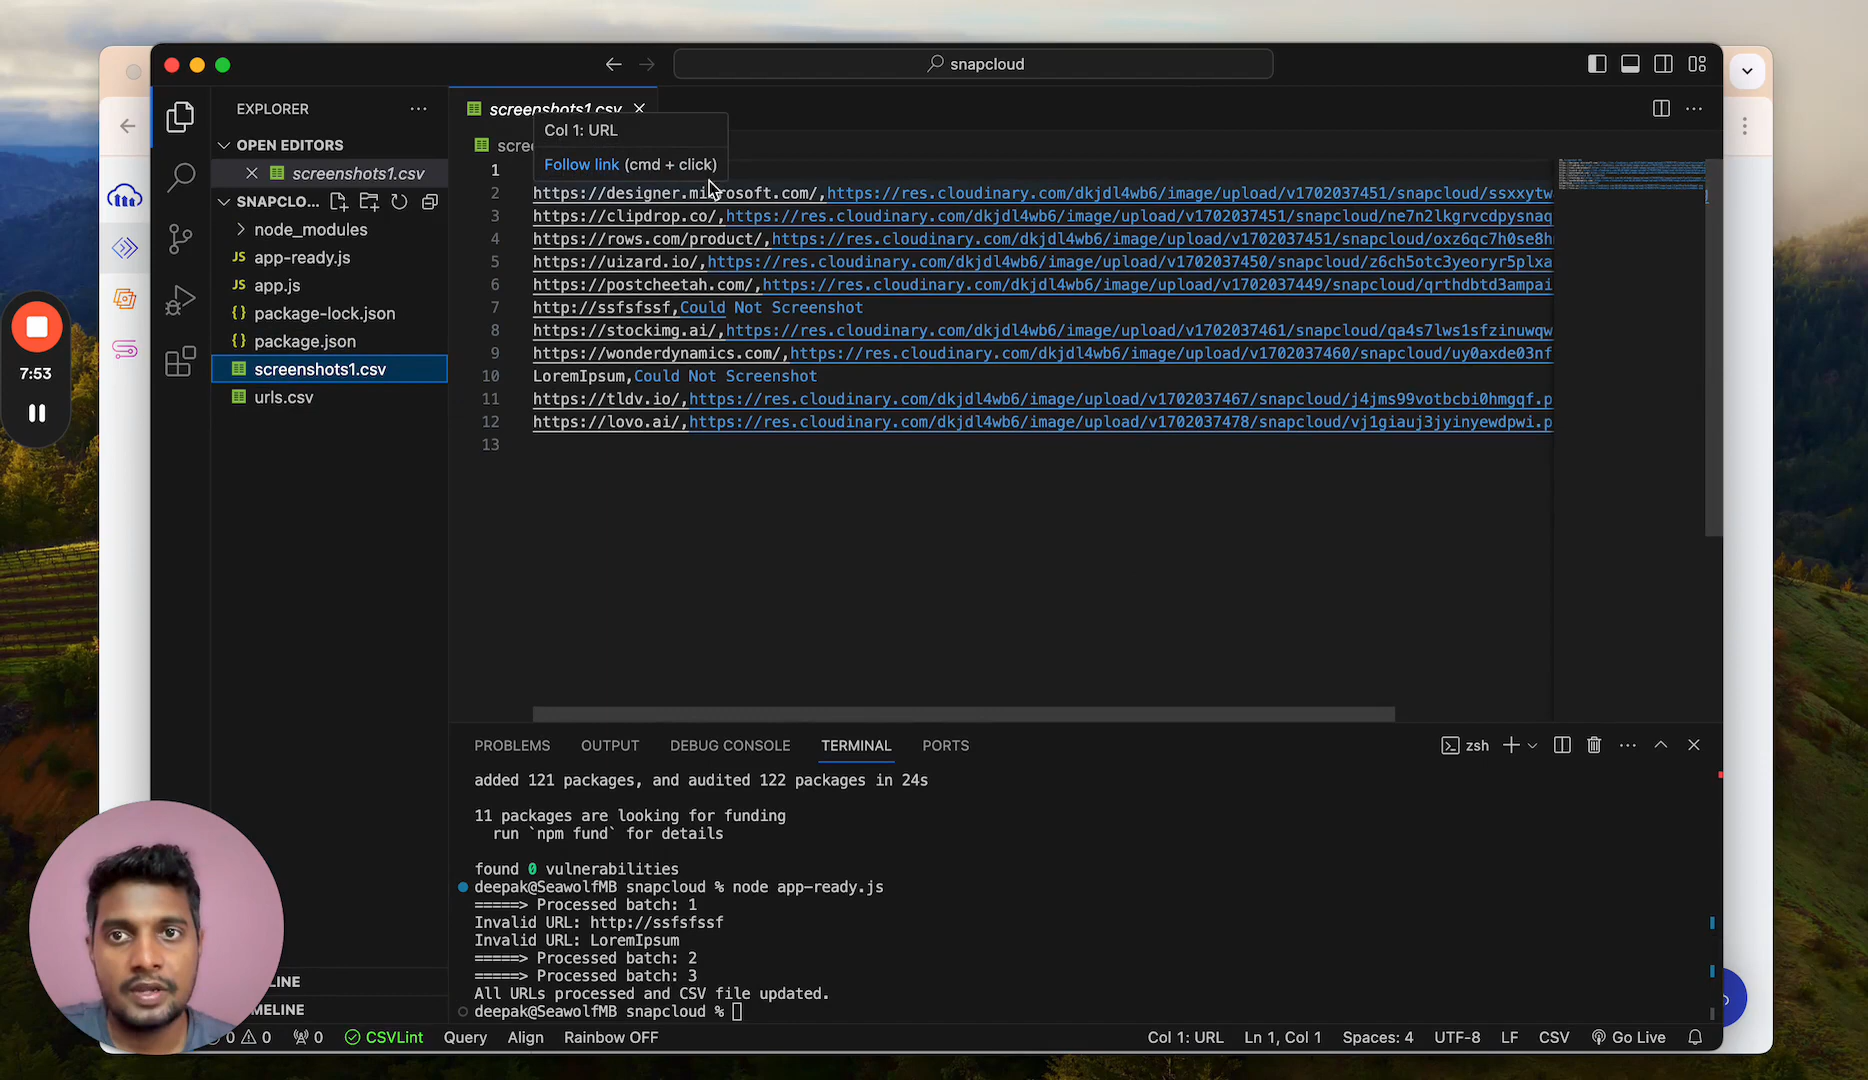 snapcloud
EXPLORER
OPEN EDITORS
screenshots1.csv
SNAPCLO...
node_modules
app-ready.js
app.js
package-lock.json
package.json
screenshots1.csv
urls.csv
7:53
screenshots1.csv
scree
Col 1: URL
Follow link (cmd + click)
1
2 https://designer.microsoft.com/,https://res.cloudinary.com/dkjdl4wb6/image/upload/v1702037451/snapcloud/ssxxytw
3 https://clipdrop.co/,https://res.cloudinary.com/dkjdl4wb6/image/upload/v1702037451/snapcloud/ne7n2lkgrvcdpysnaq
4 https://rows.com/product/,https://res.cloudinary.com/dkjdl4wb6/image/upload/v1702037451/snapcloud/oxz6qc7h0se8h
5 https://uizard.io/,https://res.cloudinary.com/dkjdl4wb6/image/upload/v1702037450/snapcloud/z6ch5otc3yeoryr5plxa
6 https://postcheetah.com/,https://res.cloudinary.com/dkjdl4wb6/image/upload/v1702037449/snapcloud/qrthdbtd3ampai
7 http://ssfsfssf,Could Not Screenshot
8 https://stockimg.ai/,https://res.cloudinary.com/dkjdl4wb6/image/upload/v1702037461/snapcloud/qa4s7lws1sfzinuwqw
9 https://wonderdynamics.com/,https://res.cloudinary.com/dkjdl4wb6/image/upload/v1702037460/snapcloud/uy0axde03nf
10 LoremIpsum,Could Not Screenshot
11 https://tldv.io/,https://res.cloudinary.com/dkjdl4wb6/image/upload/v1702037467/snapcloud/j4jms99votbcbi0hmgqf.p
12 https://lovo.ai/,https://res.cloudinary.com/dkjdl4wb6/image/upload/v1702037478/snapcloud/vj1giauj3jyinyewdpwi.p
13
PROBLEMS OUTPUT DEBUG CONSOLE TERMINAL PORTS
zsh
added 121 packages, and audited 122 packages in 24s
11 packages are looking for funding
run `npm fund` for details
found 0 vulnerabilities
deepak@SeawolfMB snapcloud % node app-ready.js
=====> Processed batch: 1
Invalid URL: http://ssfsfssf
Invalid URL: LoremIpsum
=====> Processed batch: 2
=====> Processed batch: 3
All URLs processed and CSV file updated.
deepak@SeawolfMB snapcloud %
LINE
MELINE
0 0 0 CSVLint Query Align Rainbow OFF
Col 1: URL Ln 1, Col 1 Spaces: 4 UTF-8 LF CSV Go Live